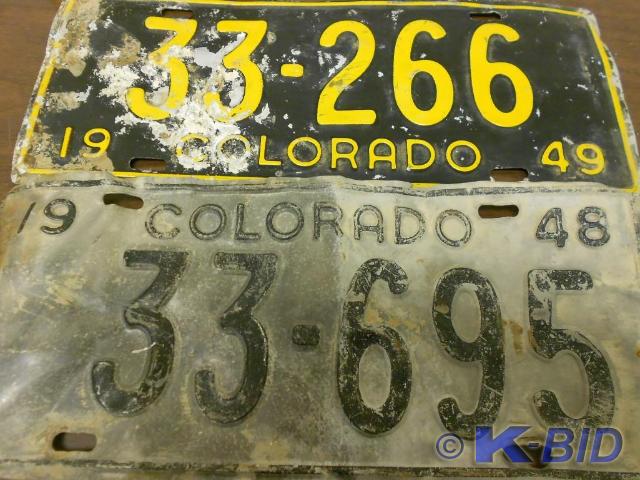 33-266
19 COLORADO 49
19 COLORADO 48
33-695
© K-BID